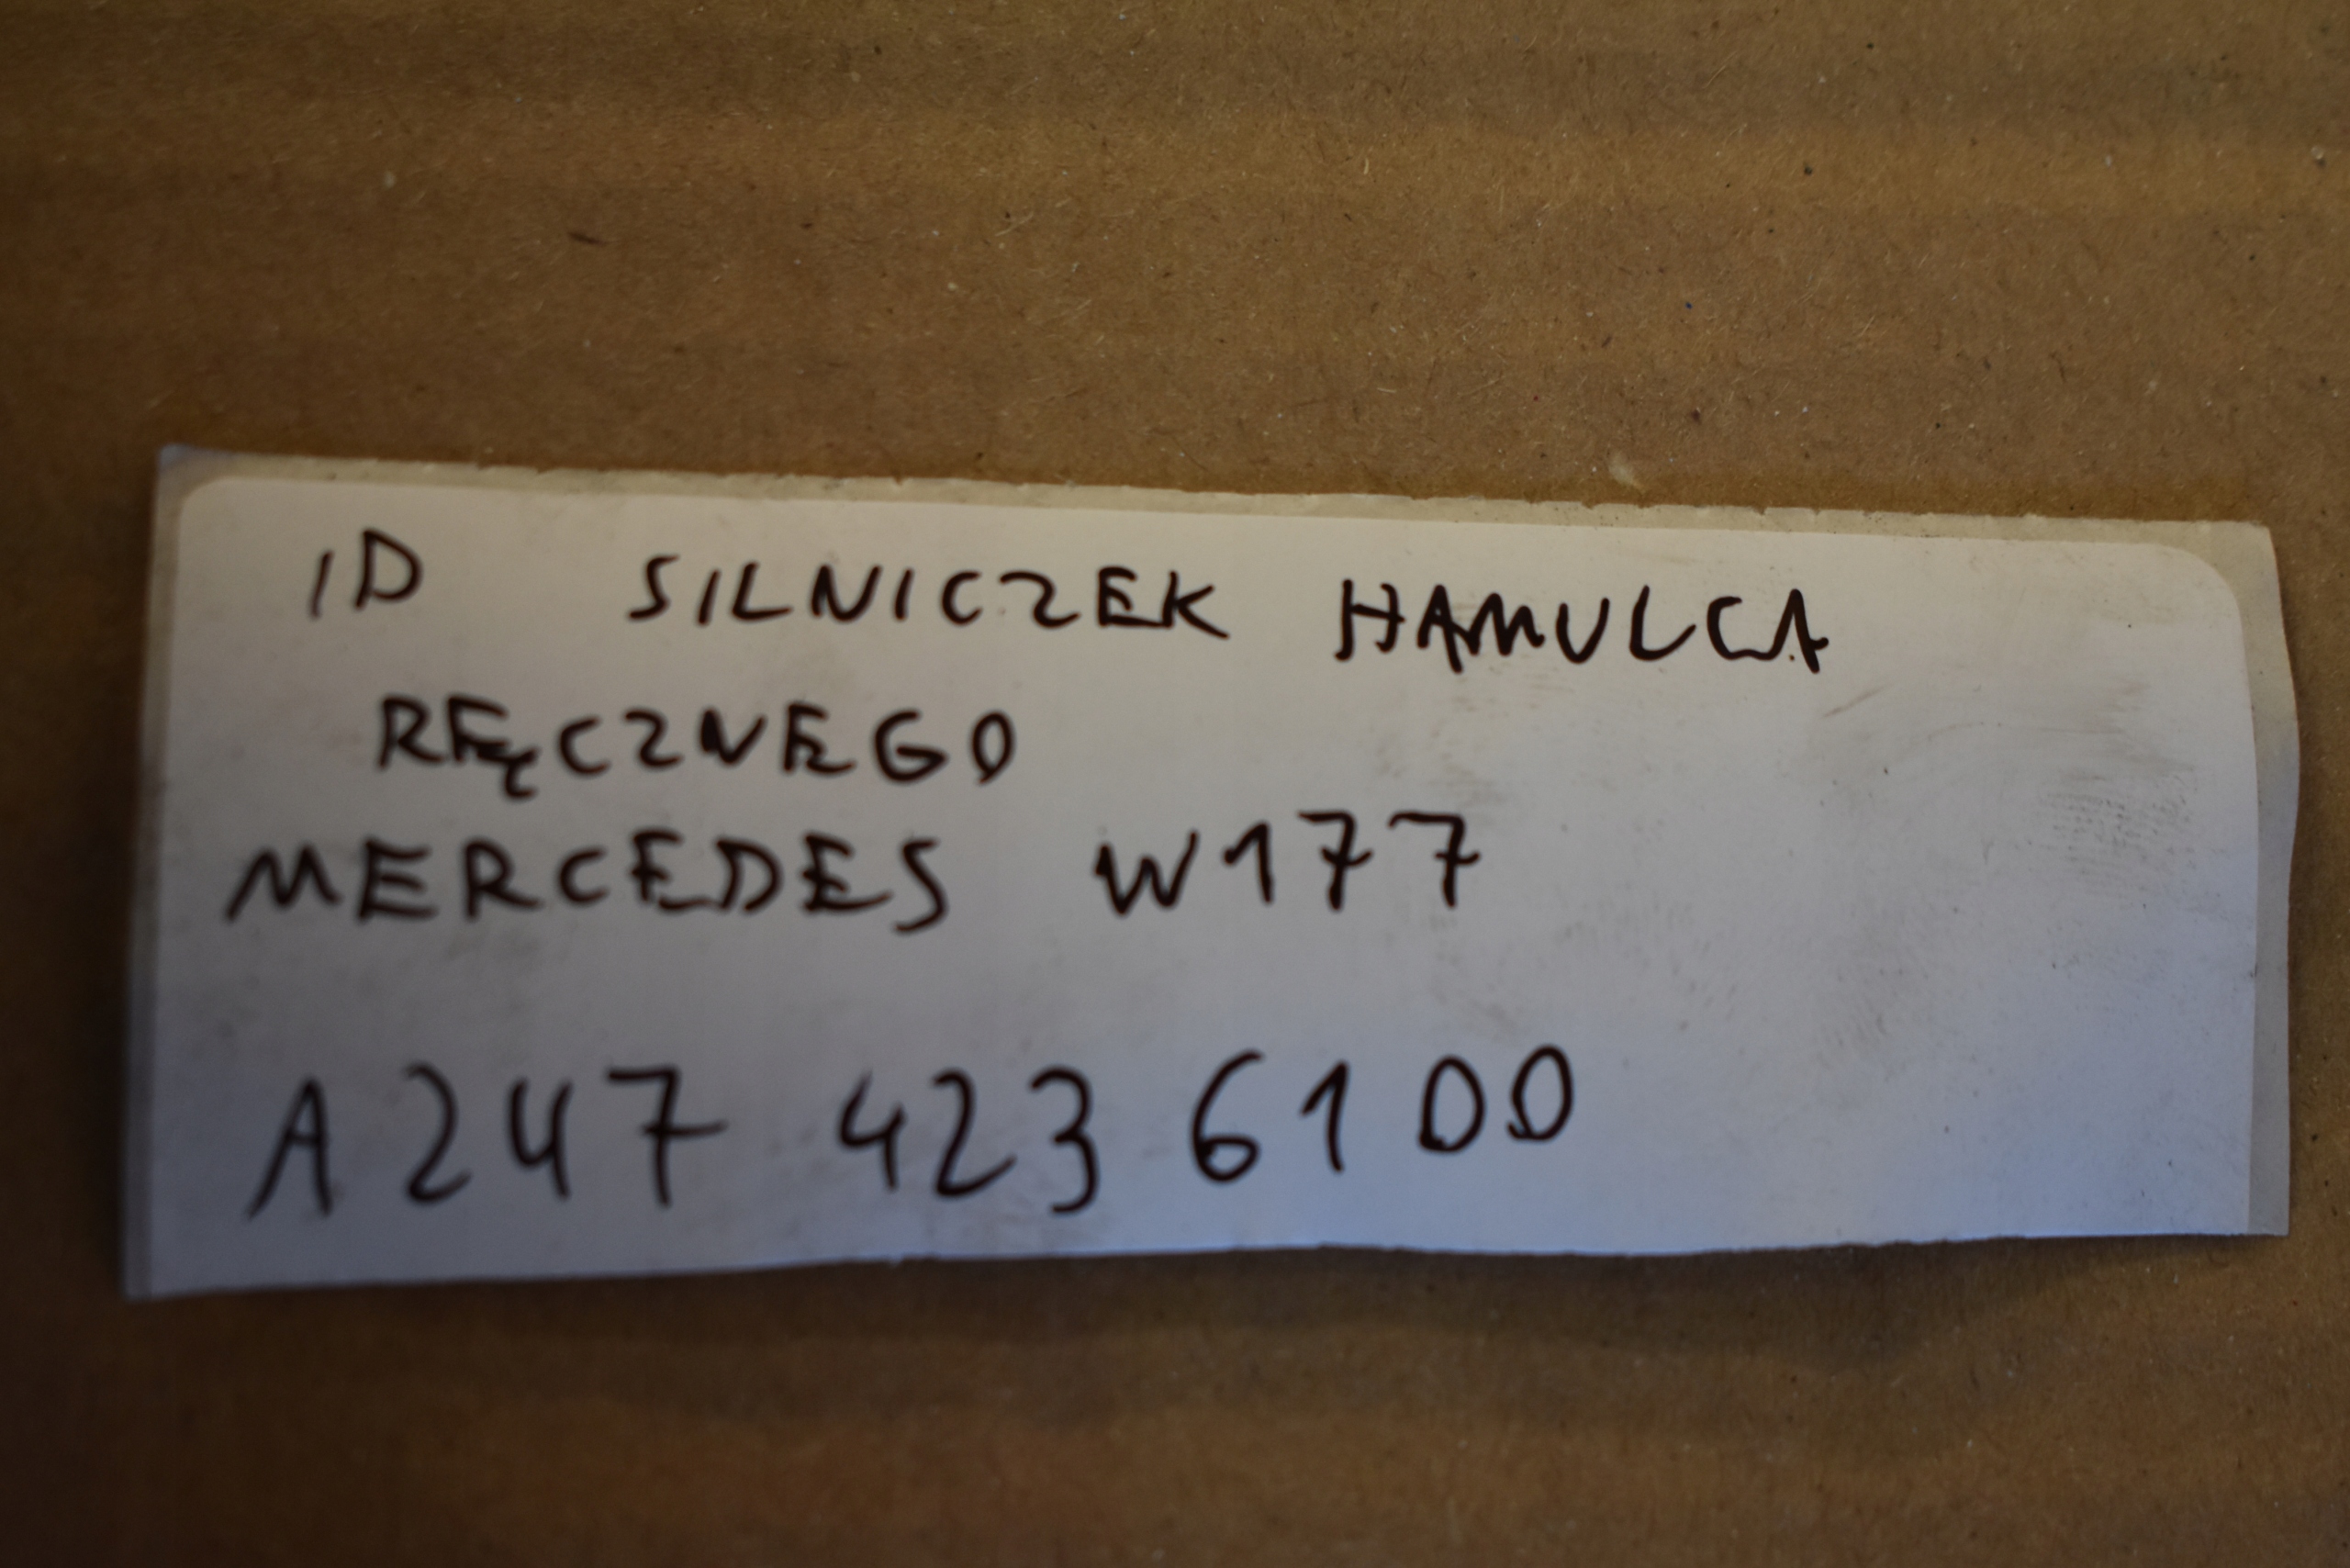 ID SILNICZEK HAMULCA
RĘCZNEGO
MERCEDES W177
A247 423 6100